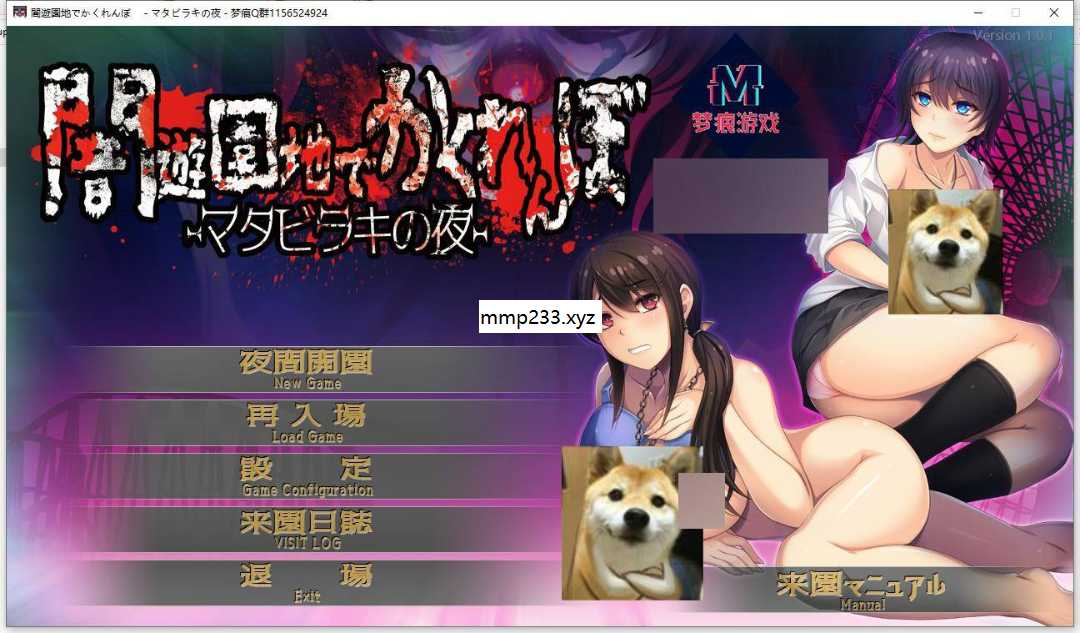 闇遊園地でかくれんぼ - マタビラキの夜 - 梦痕Q群1156524924
Version 1.0.1
闇遊園地でかくれんぼ
-マタビラキの夜-
M
梦痕游戏
mmp233.xyz
夜間開園
New Game
再入場
Load Game
設定
Game Configuration
来園日誌
VISIT LOG
退場
Exit
来園マニュアル
Manual